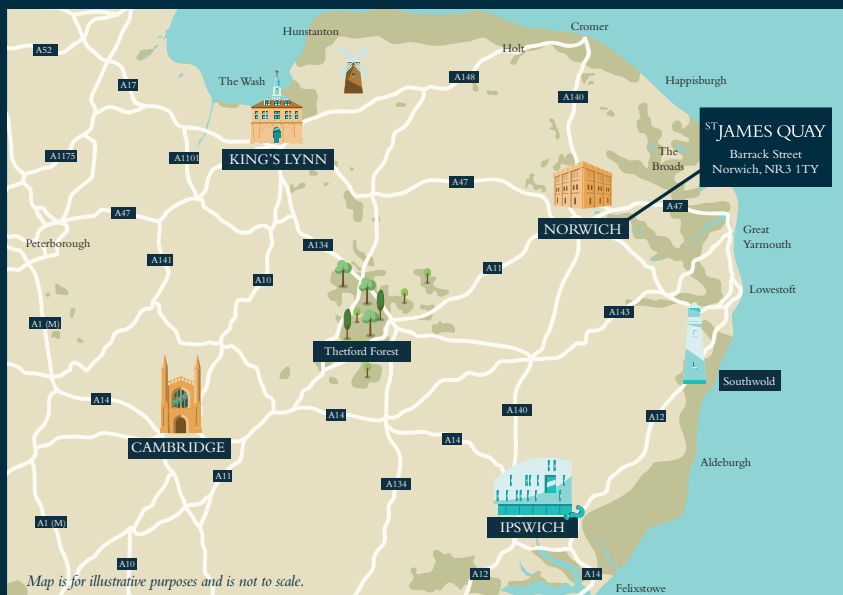 Cromer
Hunstanton
Holt
A52
The Wash
A148
Happisburgh
A17
A140
ST JAMES QUAY
Barrack Street
Norwich, NR3 1TY
A1175
A1101
KING'S LYNN
The
Broads
A47
A47
A47
NORWICH
Great
Yarmouth
Peterborough
A134
A141
A11
A10
Lowestoft
A143
A1 (M)
Thetford Forest
Southwold
A14
A14
A140
A12
CAMBRIDGE
A14
Aldeburgh
A11
A134
A1 (M)
IPSWICH
A10
A12
A14
Map is for illustrative purposes and is not to scale.
Felixstowe